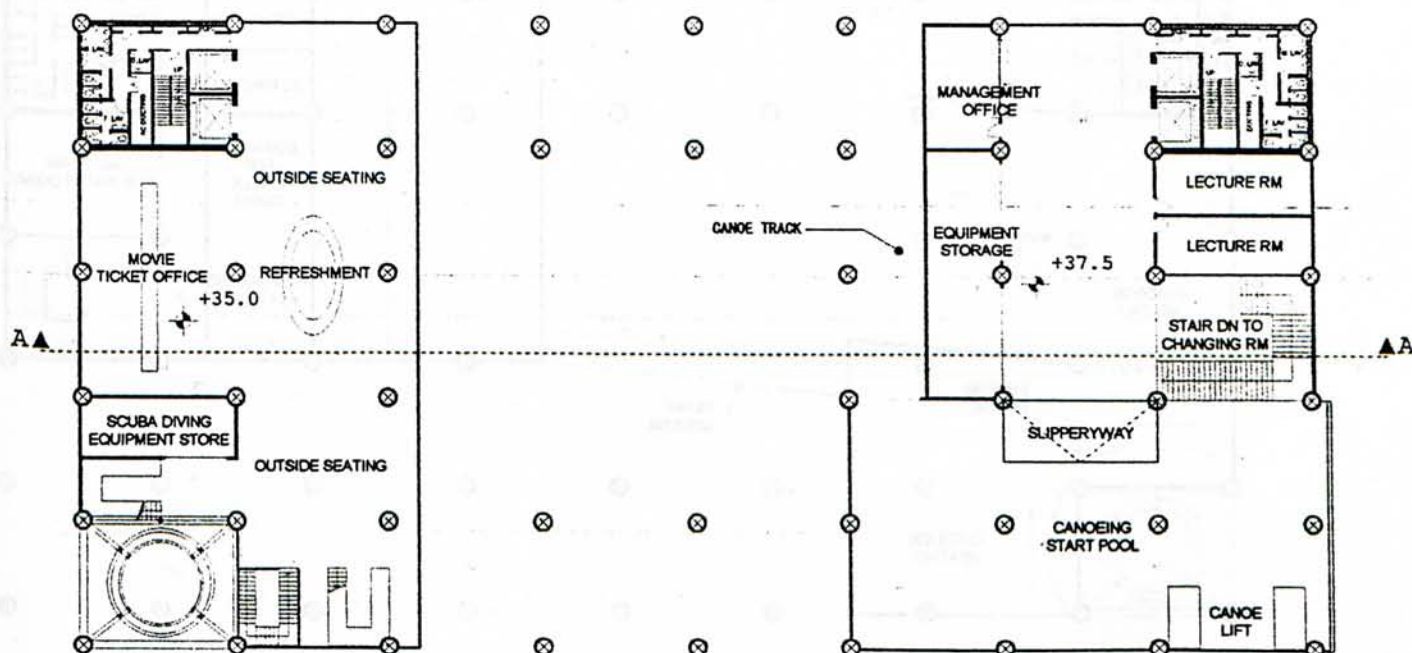 MANAGEMENT
OFFICE
LECTURE RM
OUTSIDE SEATING
CANOE TRACK
EQUIPMENT
STORAGE
LECTURE RM
MOVIE
TICKET OFFICE
REFRESHMENT
+37.5
+35.0
STAIR DN TO
CHANGING RM
A
A
SCUBA DIVING
EQUIPMENT STORE
SLIPPERYWAY
OUTSIDE SEATING
CANOEING
START POOL
CANOE
LIFT